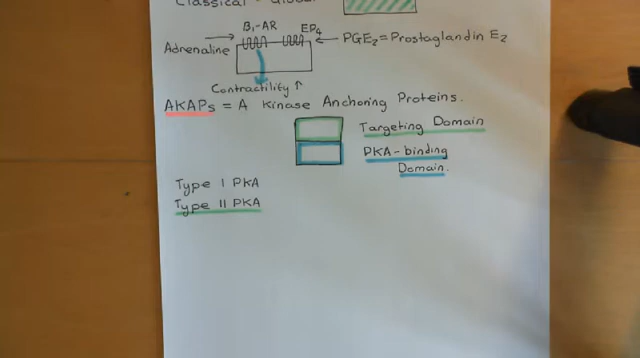 Classical - Global
B₁-AR EP₄
Adrenaline → ← PGE₂ = Prostaglandin E₂
Contractility ↑
AKAPs = A Kinase Anchoring Proteins.
Targeting Domain
PKA-binding
Domain.
Type I PKA
Type II PKA